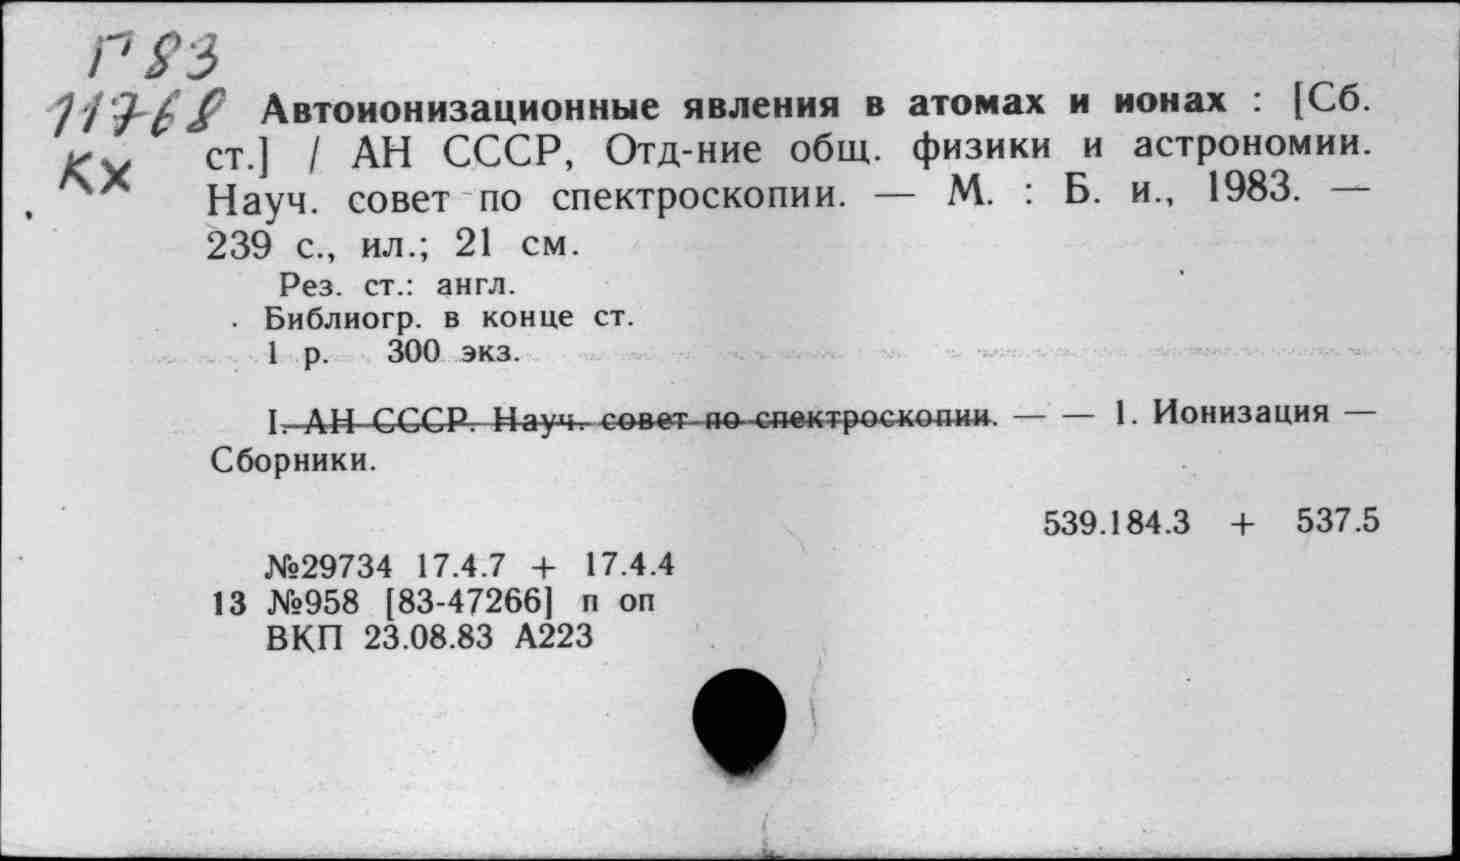 Г83
11768
Кх
Автоионизационные явления в атомах и ионах : [Сб.
ст.] / АН СССР, Отд-ние общ. физики и астрономии.
Науч. совет по спектроскопии. — М. : Б. и., 1983. —
239 с., ил.; 21 см.
Рез. ст.: англ.
Библиогр. в конце ст.
1 р. 300 экз.
I. АН СССР. Науч. совет по спектроскопии. — — 1. Ионизация —
Сборники.
539.184.3 + 537.5
№29734 17.4.7 + 17.4.4
13 №958 [83-47266] п оп
ВКП 23.08.83 А223